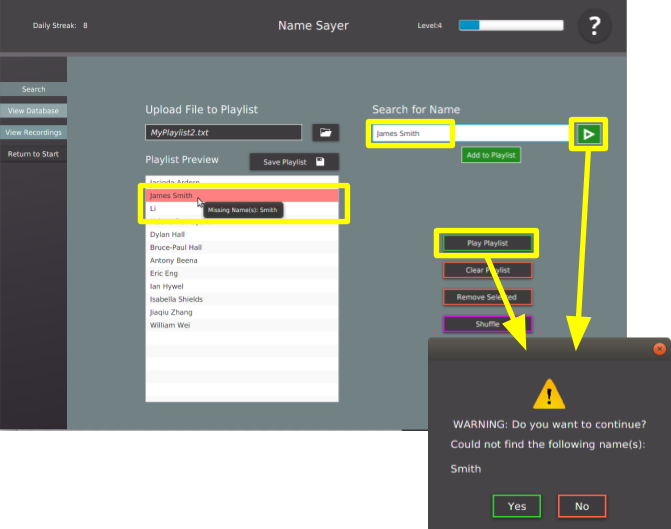 Daily Streak: 8
Name Sayer
Level:4
?
Search
View Database
View Recordings
Return to Start
Upload File to Playlist
MyPlaylist2.txt
Playlist Preview
Save Playlist
Jacinda Ardern
James Smith
Li
Missing Name(s): Smith
Dylan Hall
Bruce-Paul Hall
Antony Beena
Eric Eng
Ian Hywel
Isabella Shields
Jiaqiu Zhang
William Wei
Search for Name
James Smith
Add to Playlist
Play Playlist
Clear Playlist
Remove Selected
Shuffle
WARNING: Do you want to continue?
Could not find the following name(s):
Smith
Yes
No